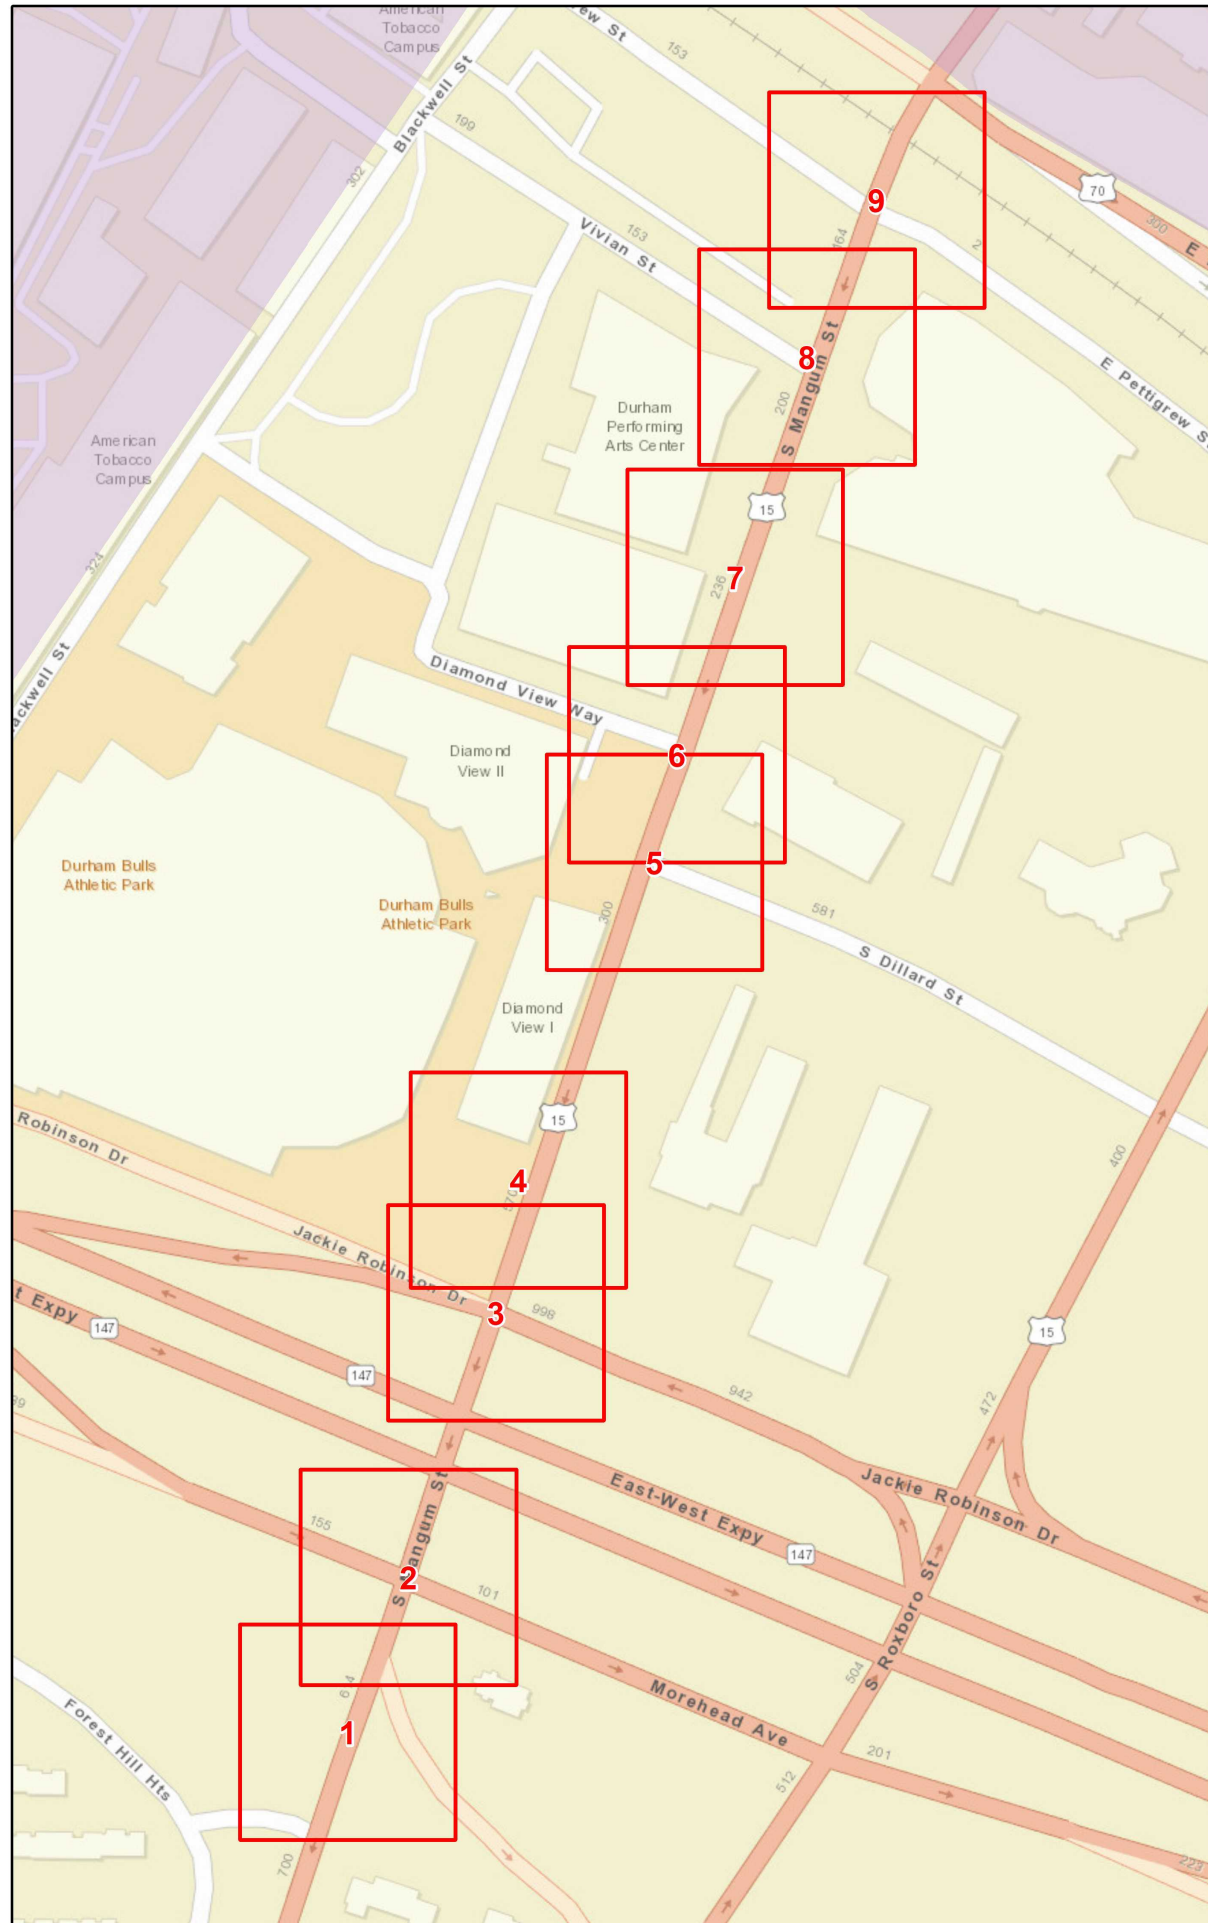 American
Tobacco
Campus
ew St
153
Blackwell St
199
302
70
300
E
9
164
2
Vivian St
153
8
S Mangum St
200
E Pettigrew S
Durham
Performing
Arts Center
American
Tobacco
Campus
15
324
7
236
ackwell St
Diamond View Way
Diamond
View II
6
5
Durham Bulls
Athletic Park
Durham Bulls
Athletic Park
300
581
S Dillard St
Diamond
View I
15
Robinson Dr
400
4
570
Jackie Robinson Dr
3
998
t Expy
147
15
147
942
472
39
Jackie Robinson Dr
East-West Expy
147
155
S Mangum St
2
101
S Roxboro St
504
Morehead Ave
1
Forest Hill Hts
201
512
700
223